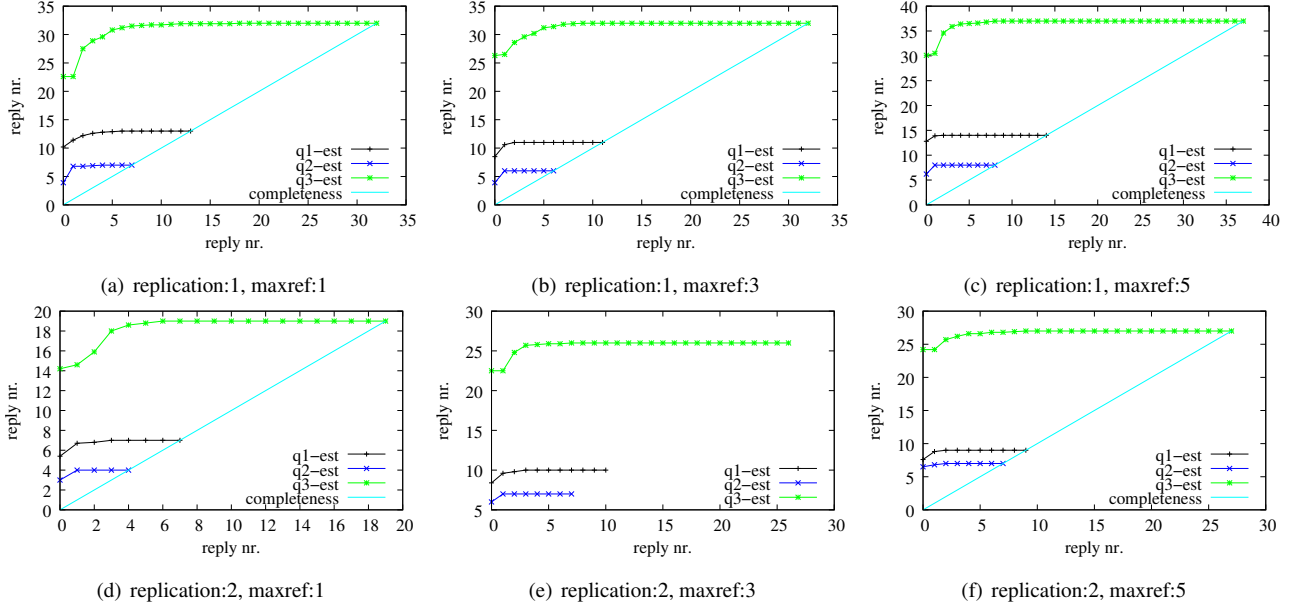 35
30
25
20
15
10
5
0
reply nr.
q1-est
q2-est
q3-est
completeness
0 5 10 15 20 25 30 35
reply nr.
(a) replication:1, maxref:1
35
30
25
20
15
10
5
0
reply nr.
q1-est
q2-est
q3-est
completeness
0 5 10 15 20 25 30 35
reply nr.
(b) replication:1, maxref:3
40
35
30
25
20
15
10
5
0
reply nr.
q1-est
q2-est
q3-est
completeness
0 5 10 15 20 25 30 35 40
reply nr.
(c) replication:1, maxref:5
20
18
16
14
12
10
8
6
4
2
0
reply nr.
q1-est
q2-est
q3-est
completeness
0 2 4 6 8 10 12 14 16 18 20
reply nr.
(d) replication:2, maxref:1
30
25
20
15
10
5
reply nr.
q1-est
q2-est
q3-est
0 5 10 15 20 25 30
reply nr.
(e) replication:2, maxref:3
30
25
20
15
10
5
0
reply nr.
q1-est
q2-est
q3-est
completeness
0 5 10 15 20 25 30
reply nr.
(f) replication:2, maxref:5